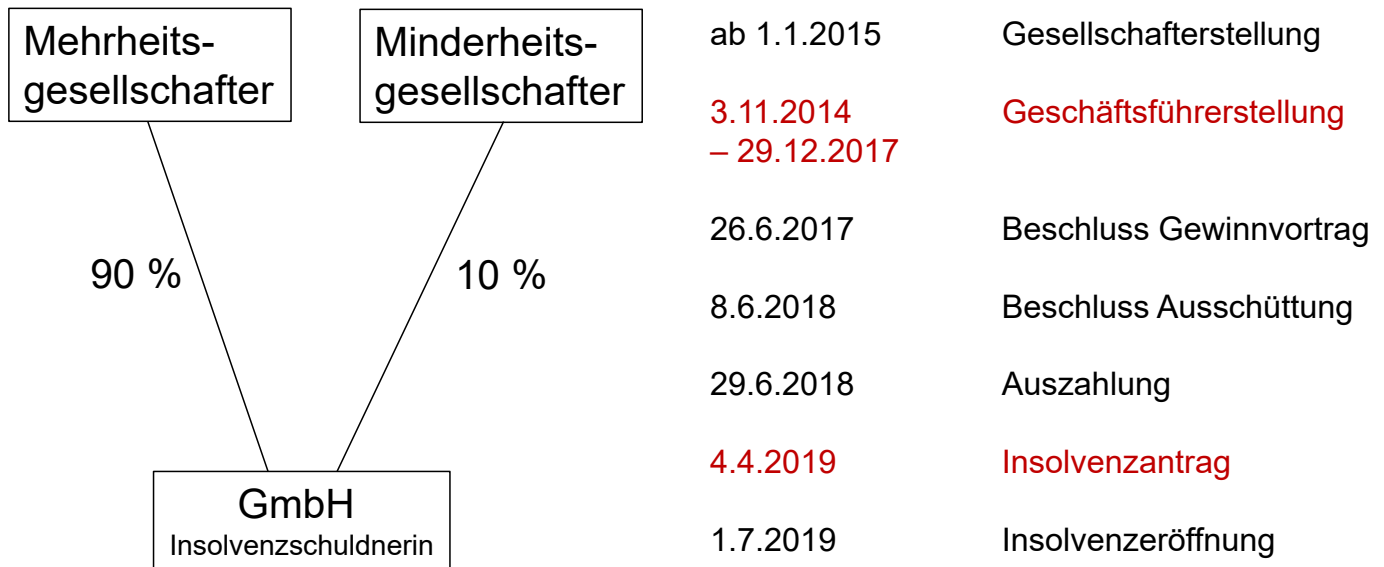 Mehrheits-
gesellschafter
Minderheits-
gesellschafter
90 %
10 %
GmbH
Insolvenzschuldnerin
ab 1.1.2015 Gesellschafterstellung
3.11.2014 Geschäftsführerstellung
– 29.12.2017
26.6.2017 Beschluss Gewinnvortrag
8.6.2018 Beschluss Ausschüttung
29.6.2018 Auszahlung
4.4.2019 Insolvenzantrag
1.7.2019 Insolvenzeröffnung